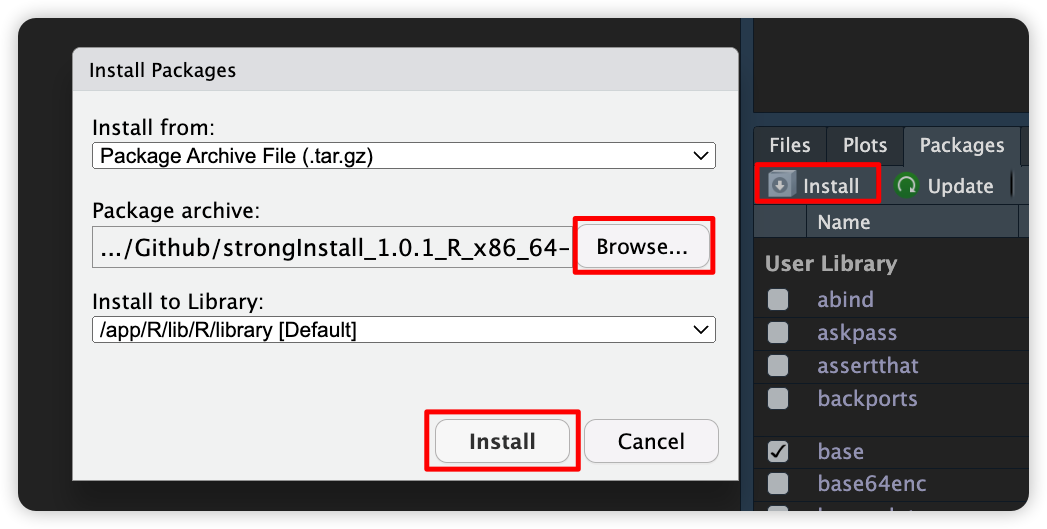 Install Packages
Install from:
Package Archive File (.tar.gz)
Package archive:
.../Github/strongInstall_1.0.1_R_x86_64-
Browse...
Install to Library:
/app/R/lib/R/library [Default]
Install
Cancel
Files
Plots
Packages
Install
Update
Name
User Library
abind
askpass
assertthat
backports
base
base64enc